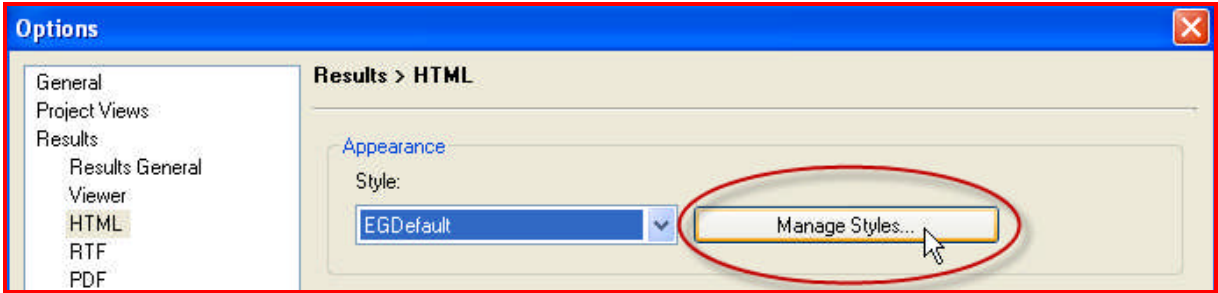 Options
General
Project Views
Results
Results General
Viewer
HTML
RTF
PDF
Results > HTML
Appearance
Style:
EGDefault
Manage Styles...